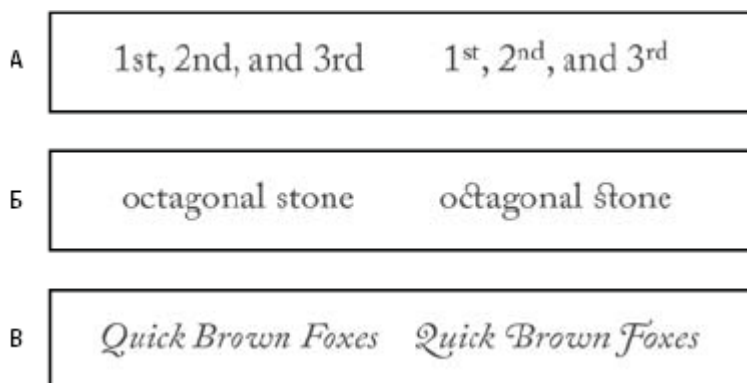 А 1st, 2nd, and 3rd 1st, 2nd, and 3rd
Б octagonal stone octagonal stone
В Quick Brown Foxes Quick Brown Foxes